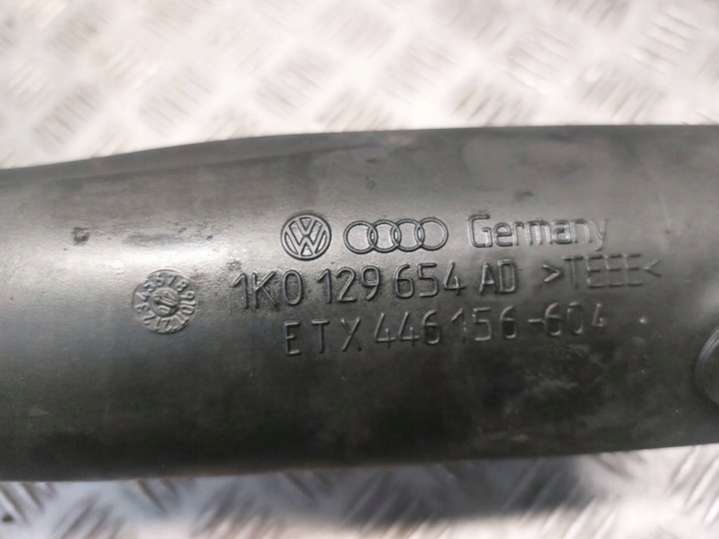 Germany
1K0 129 654 AD >TEEE<
ETX 446156-604